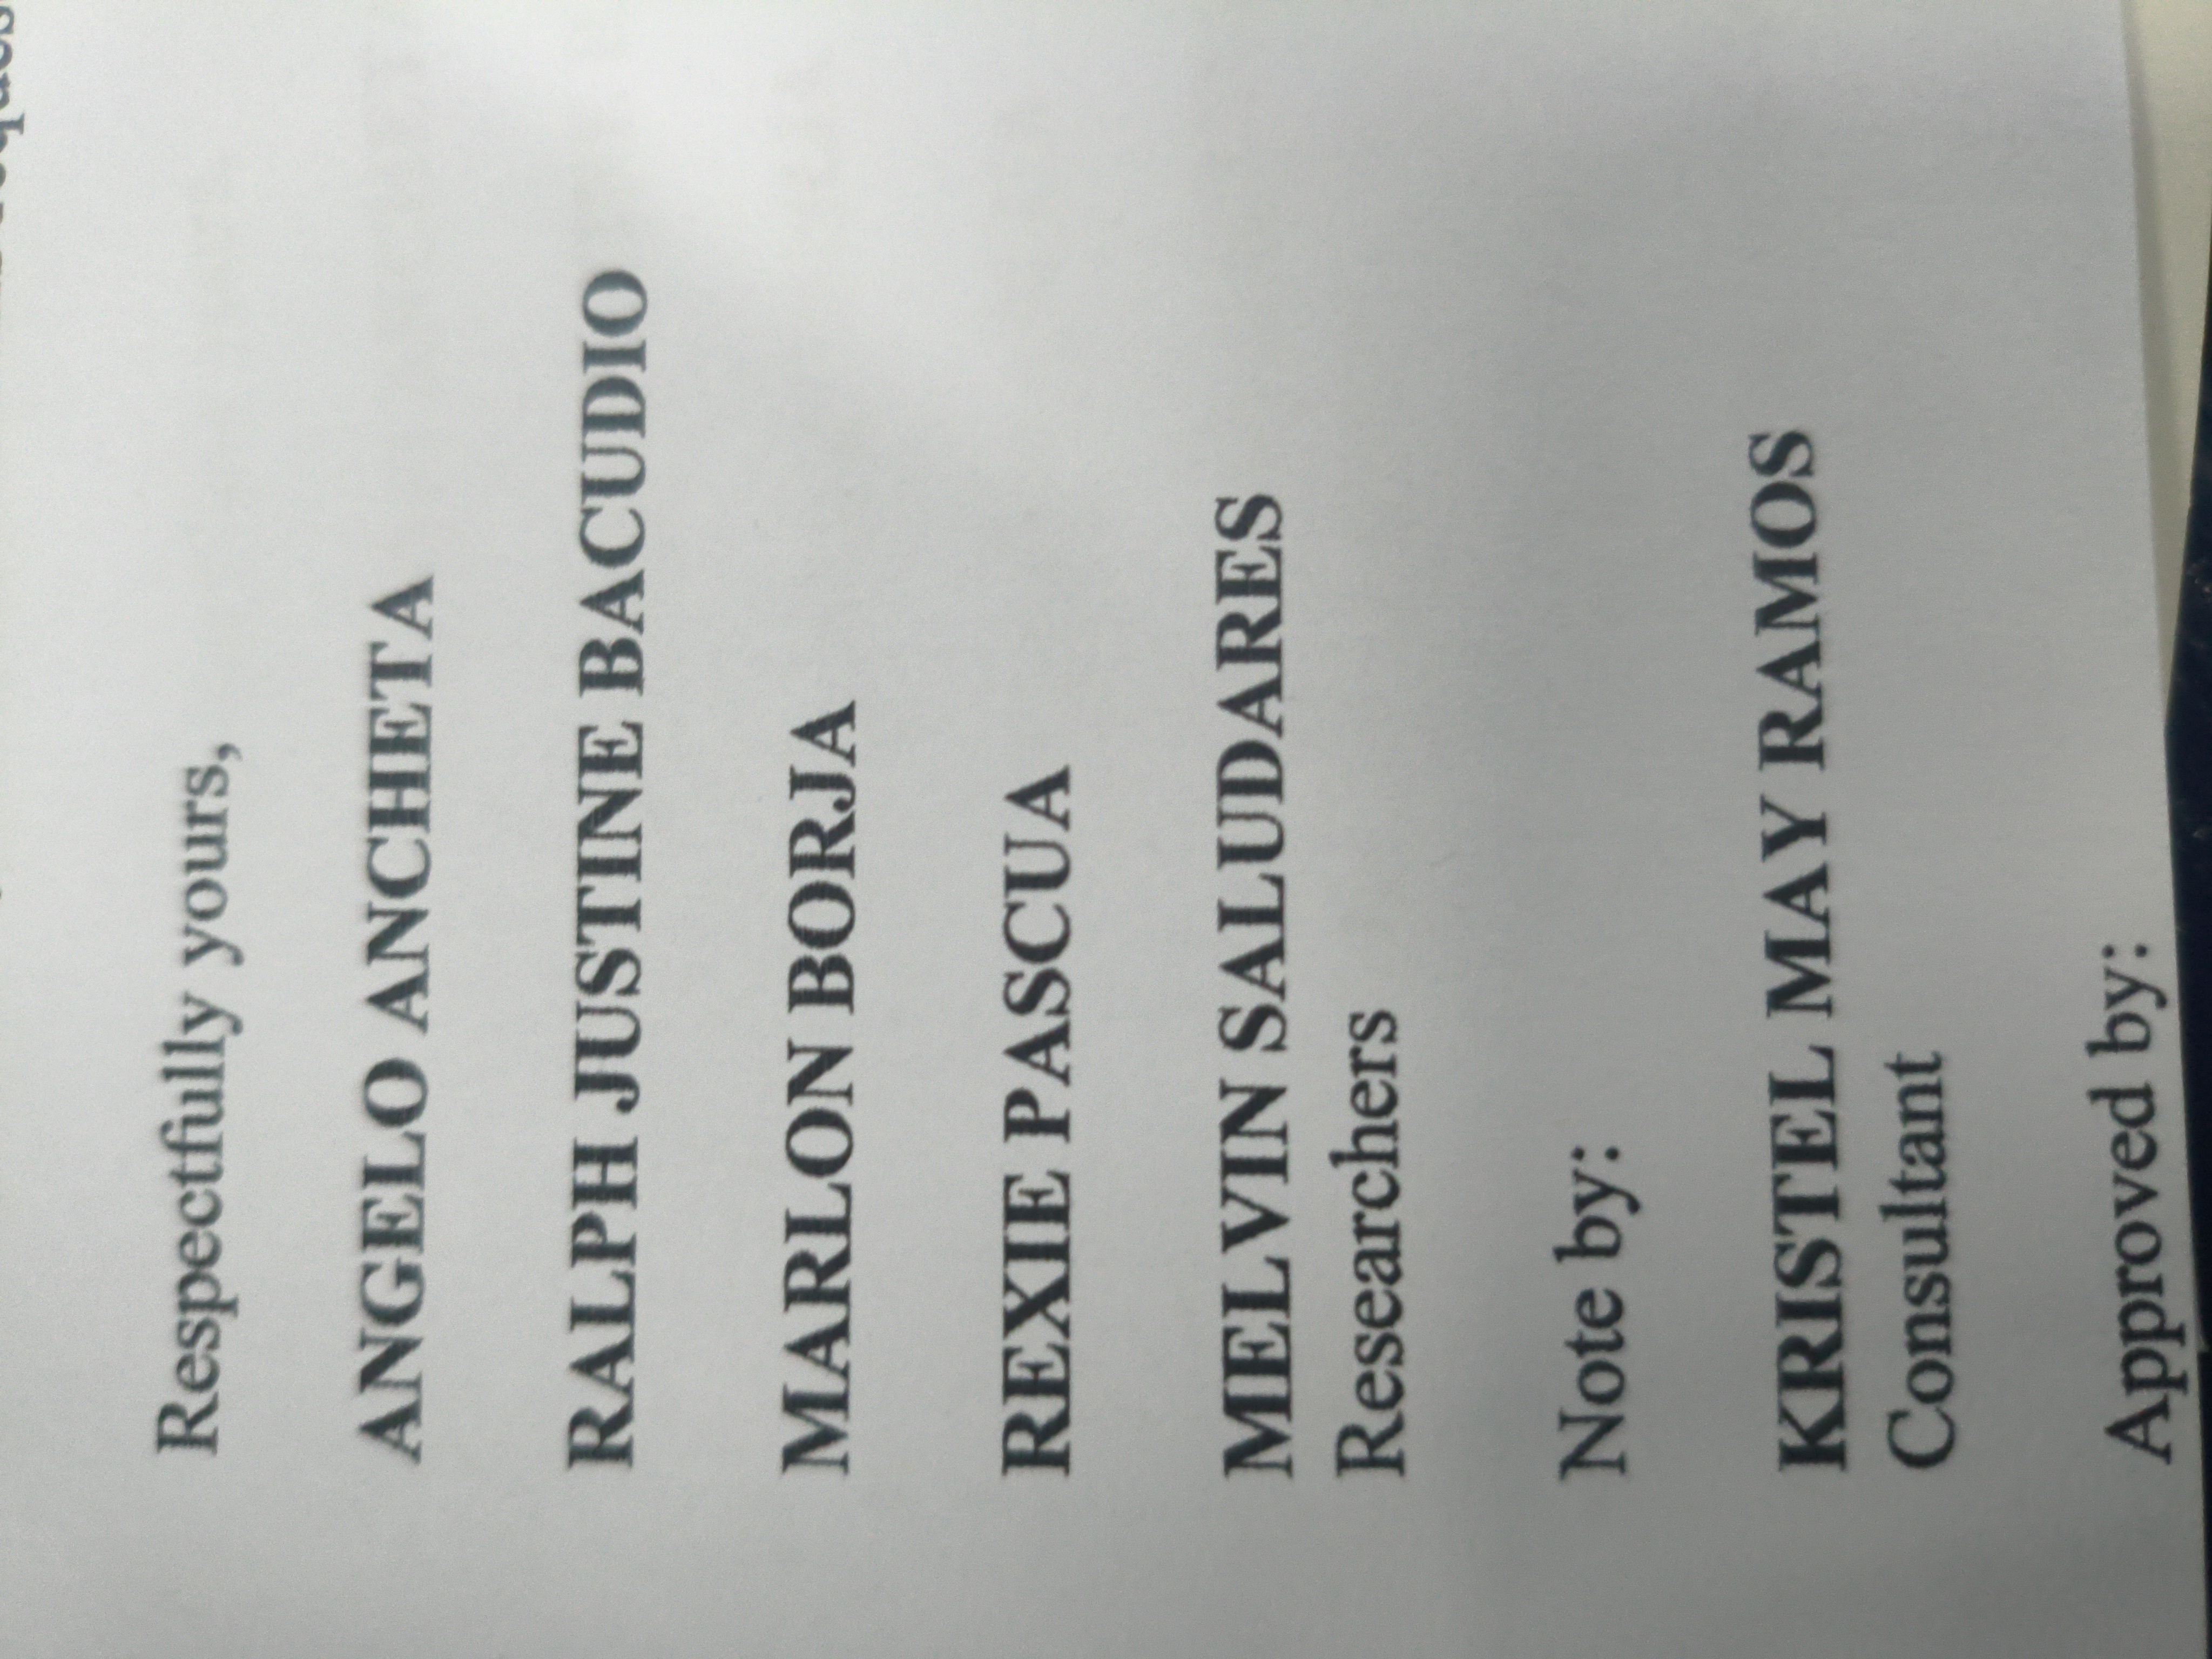 Respectfully yours,
ANGELO ANCHETA
RALPH JUSTINE BACUDIO
MARLON BORJA
REXIE PASCUA
MELVIN SALUDARES
Researchers
Note by:
KRISTEL MAY RAMOS
Consultant
Approved by: